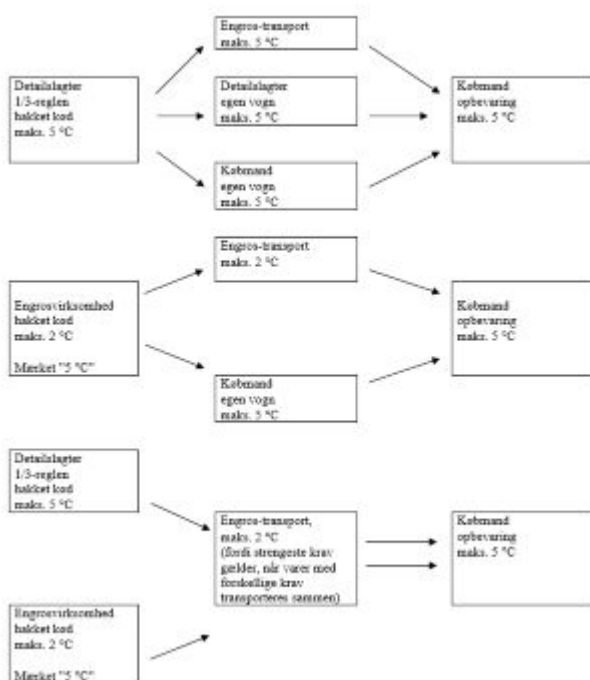 Engros-transport
maks. 5 °C
Detailslagter
1/3-reglen
hakket kød
maks. 5 °C
Detailslagter
egen vogn
maks. 5 °C
Købmand
opbevaring
maks. 5 °C
Købmand
egen vogn
maks. 5 °C
Engros-transport
maks. 2 °C
Engrosvirksomhed
hakket kød
maks. 2 °C
Mærket "5 °C"
Købmand
opbevaring
maks. 5 °C
Købmand
egen vogn
maks. 5 °C
Detailslagter
1/3-reglen
hakket kød
maks. 5 °C
Engros-transport,
maks. 2 °C
(fordi strengeste krav
gælder, når varer med
forskellige krav
transporteres sammen)
Købmand
opbevaring
maks. 5 °C
Engrosvirksomhed
hakket kød
maks. 2 °C
Mærket "5 °C"